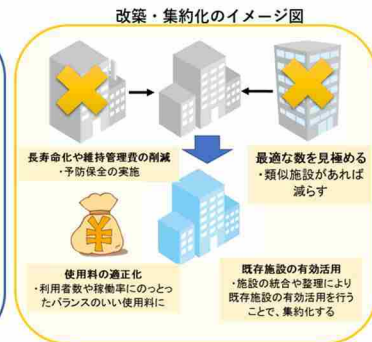 改築・集約化のイメージ図
長寿命化や維持管理費の削減
・予防保全の実施
最適な数を見極める
・類似施設があれば
減らす
¥
使用料の適正化
・利用者数や稼働率にのっとっ
たバランスのいい使用料に
既存施設の有効活用
・施設の統合や整理により
既存施設の有効活用を行う
ことで、集約化する